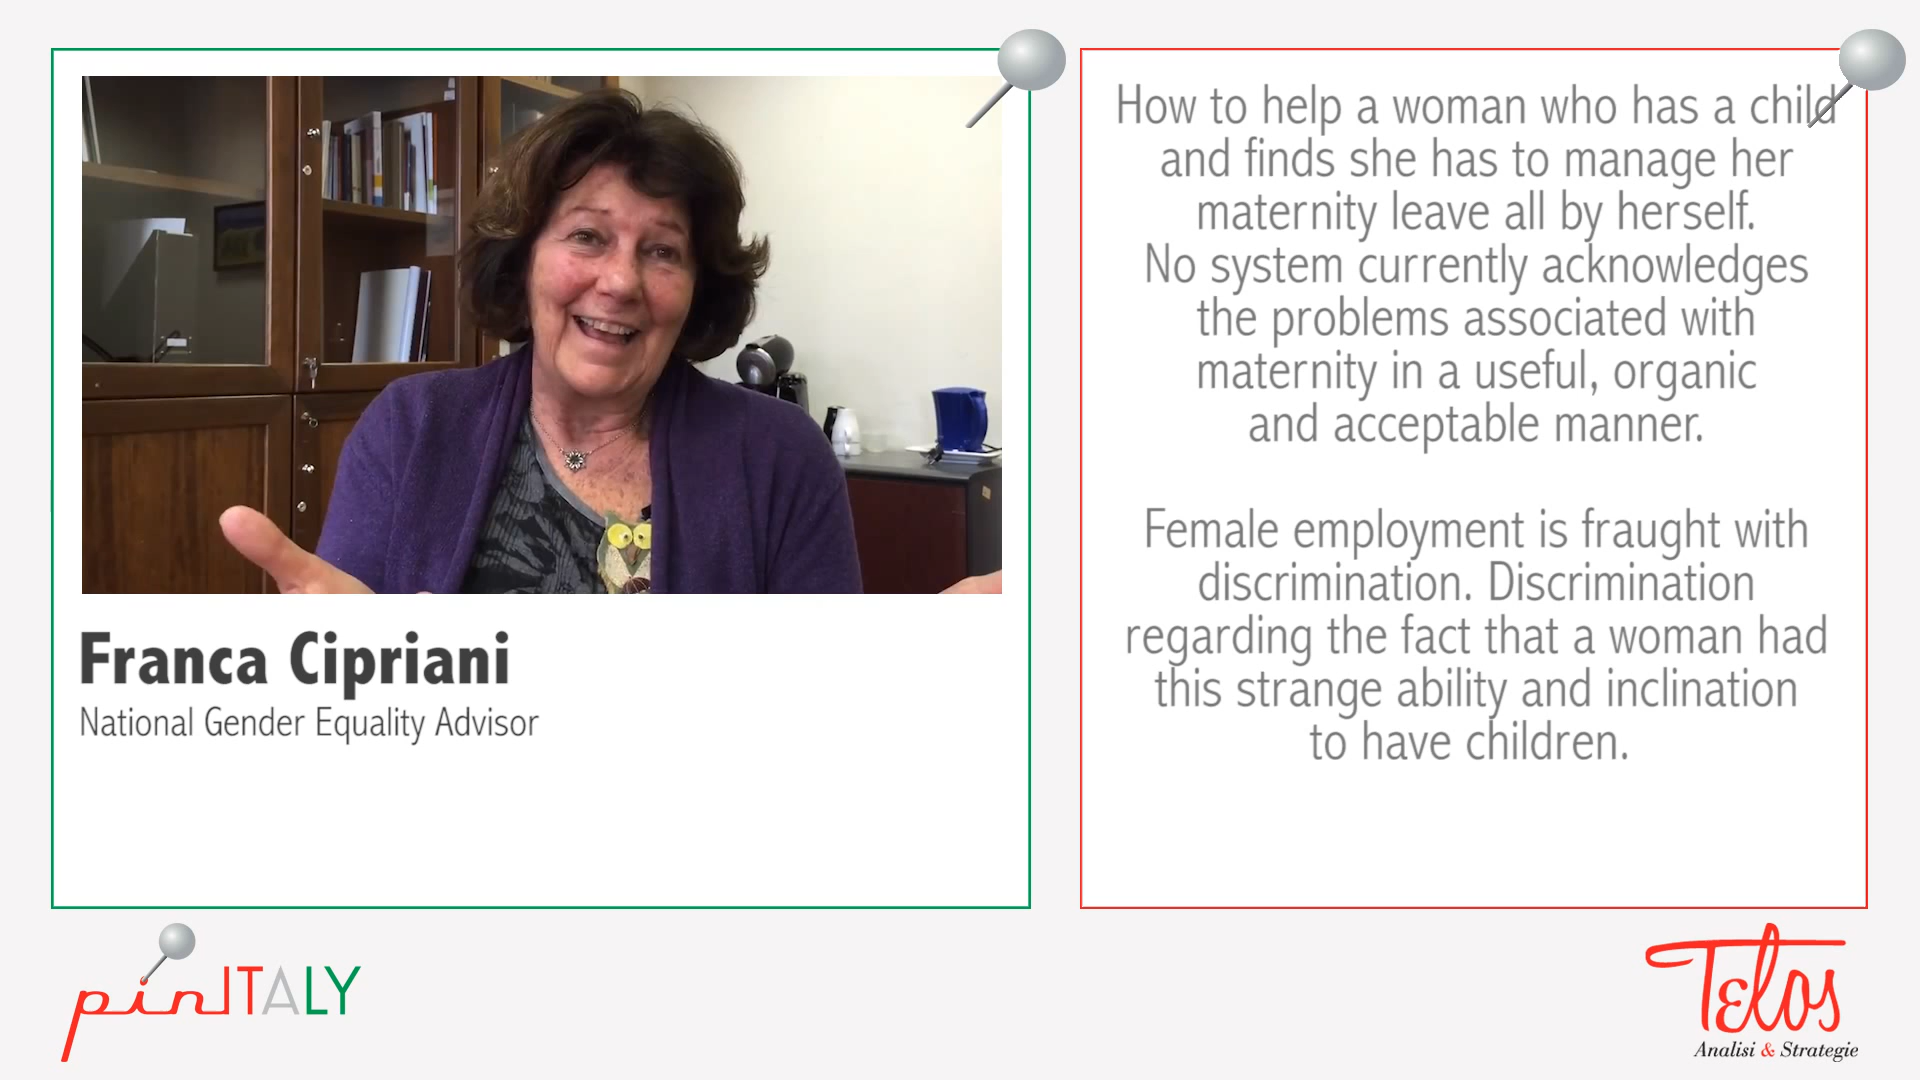 Franca Cipriani
National Gender Equality Advisor
How to help a woman who has a child
and finds she has to manage her
maternity leave all by herself.
No system currently acknowledges
the problems associated with
maternity in a useful, organic
and acceptable manner.
Female employment is fraught with
discrimination. Discrimination
regarding the fact that a woman had
this strange ability and inclination
to have children.
pinITALY
Telos
Analisi & Strategie